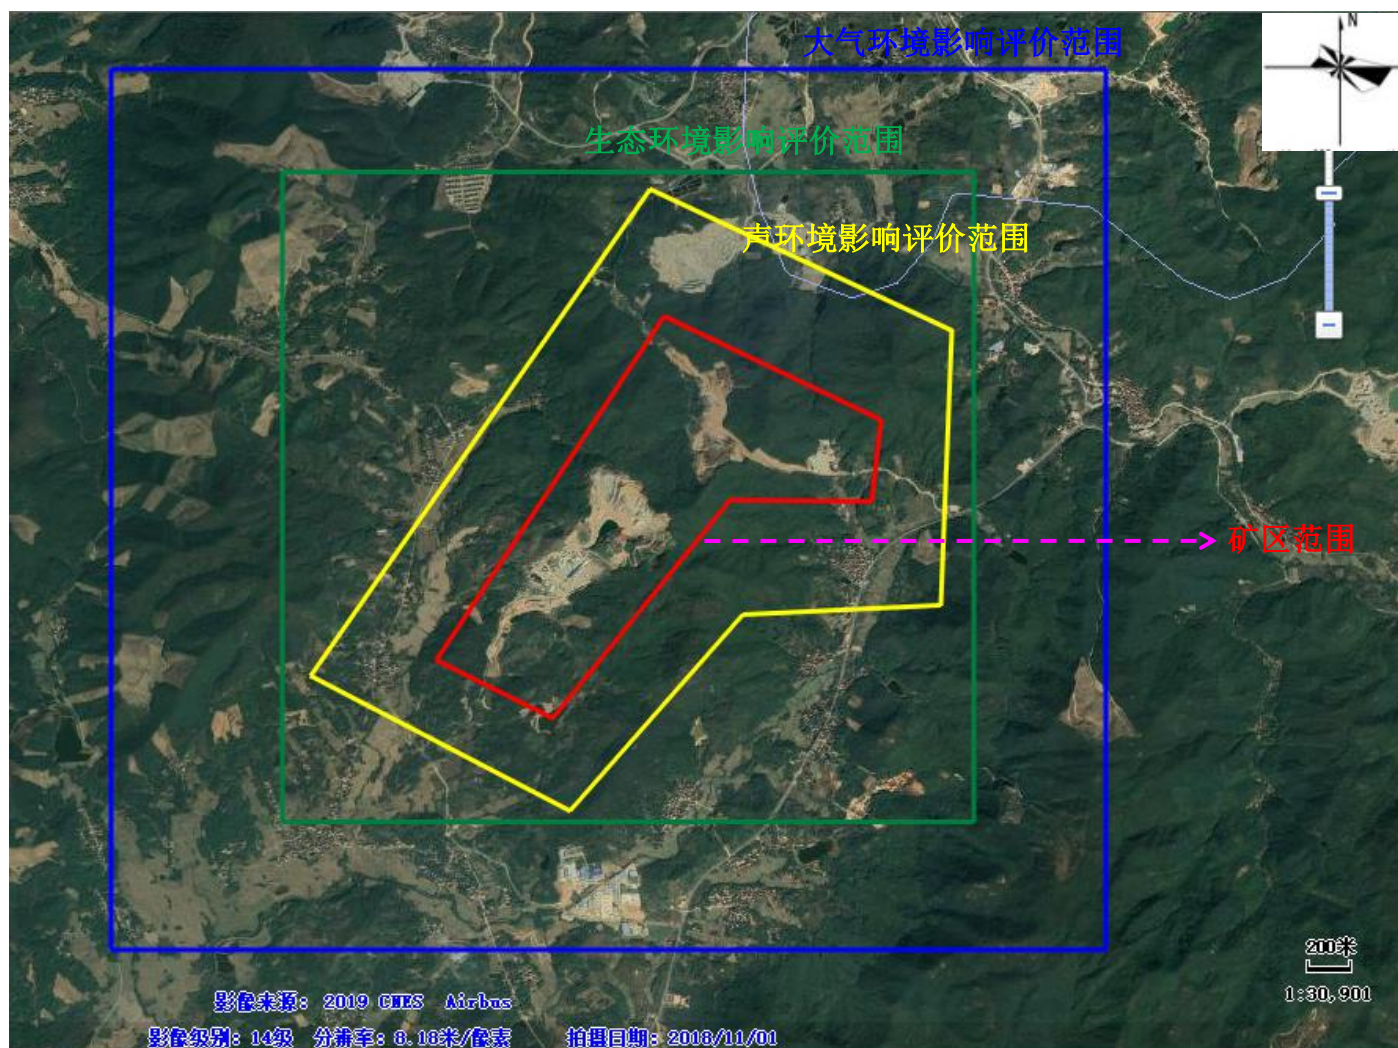 大气环境影响评价范围
N
生态环境影响评价范围
声环境影响评价范围
矿区范围
200米
1:30,901
影像来源: 2019 CNES Airbus
影像级别: 14级 分辨率: 8.18米/像素 拍摄日期: 2018/11/01